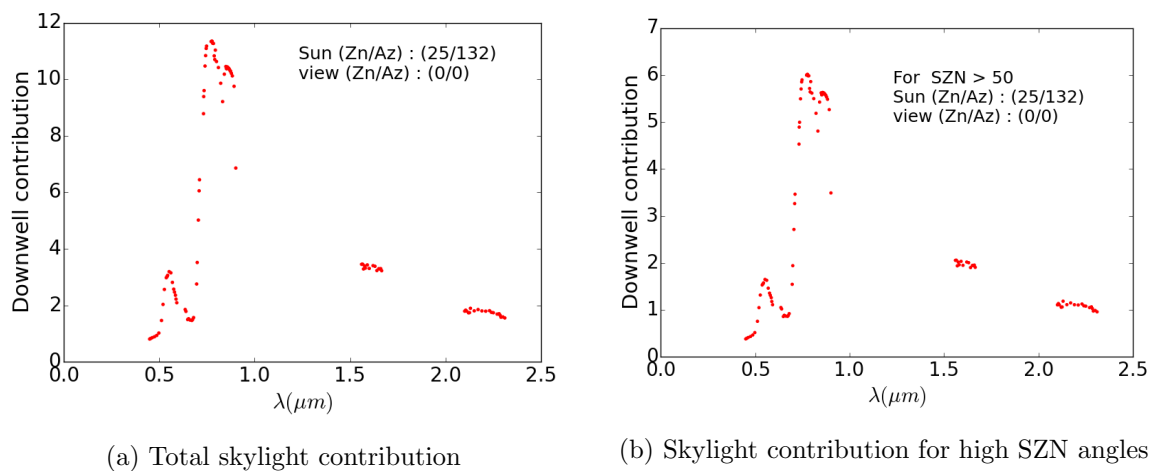 12
10
8
6
4
2
0
0.0 0.5 1.0 1.5 2.0 2.5
Downwell contribution
λ(μm)
Sun (Zn/Az) : (25/132)
view (Zn/Az) : (0/0)
(a) Total skylight contribution
7
6
5
4
3
2
1
0
0.0 0.5 1.0 1.5 2.0 2.5
Downwell contribution
λ(μm)
For SZN > 50
Sun (Zn/Az) : (25/132)
view (Zn/Az) : (0/0)
(b) Skylight contribution for high SZN angles